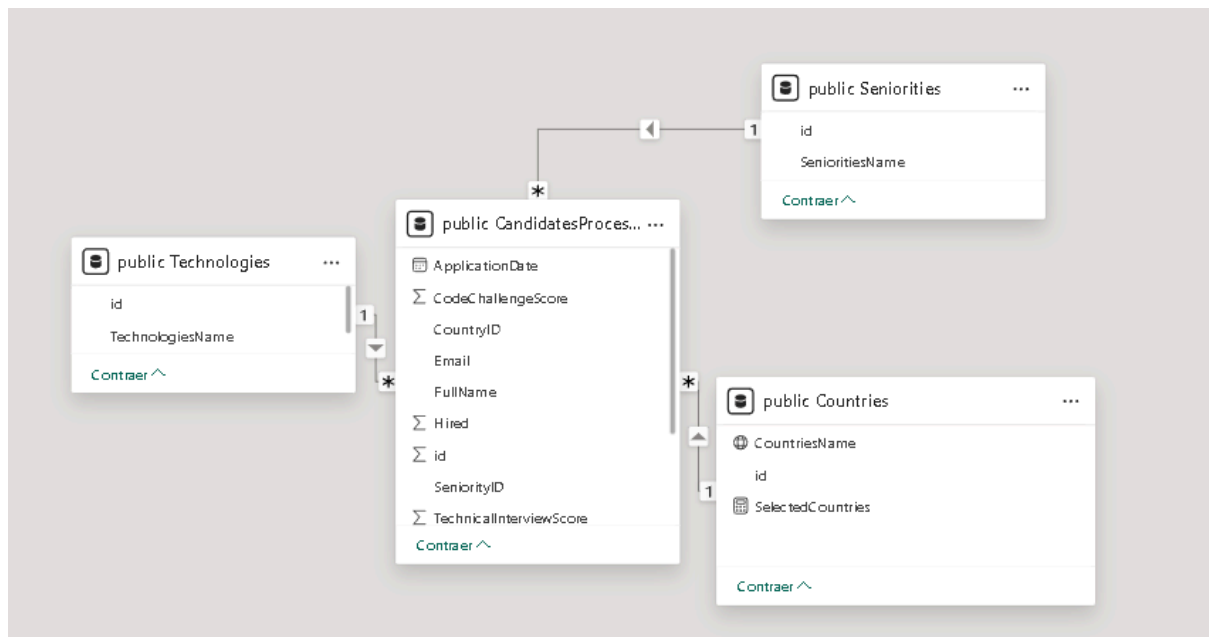 public Seniorities
...
id
SenioritiesName
Contraer
1
*
public Technologies
...
id
TechnologiesName
Contraer
1
*
public CandidatesProces...
...
ApplicationDate
Σ CodeChallengeScore
CountryID
Email
FullName
Σ Hired
Σ id
SeniorityID
Σ TechnicalInterviewScore
Contraer
*
1
public Countries
...
CountriesName
id
SelectedCountries
Contraer